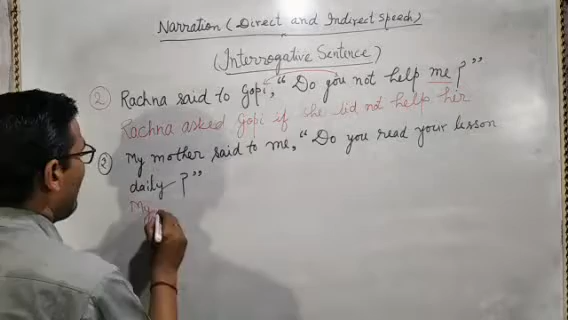 Narration (Direct and Indirect speech)
(Interrogative Sentence)
② Rachna said to Gopi, "Do you not help me ?"
Rachna asked Gopi if she did not help her
② My mother said to me, "Do you read your lesson
daily ?"
My